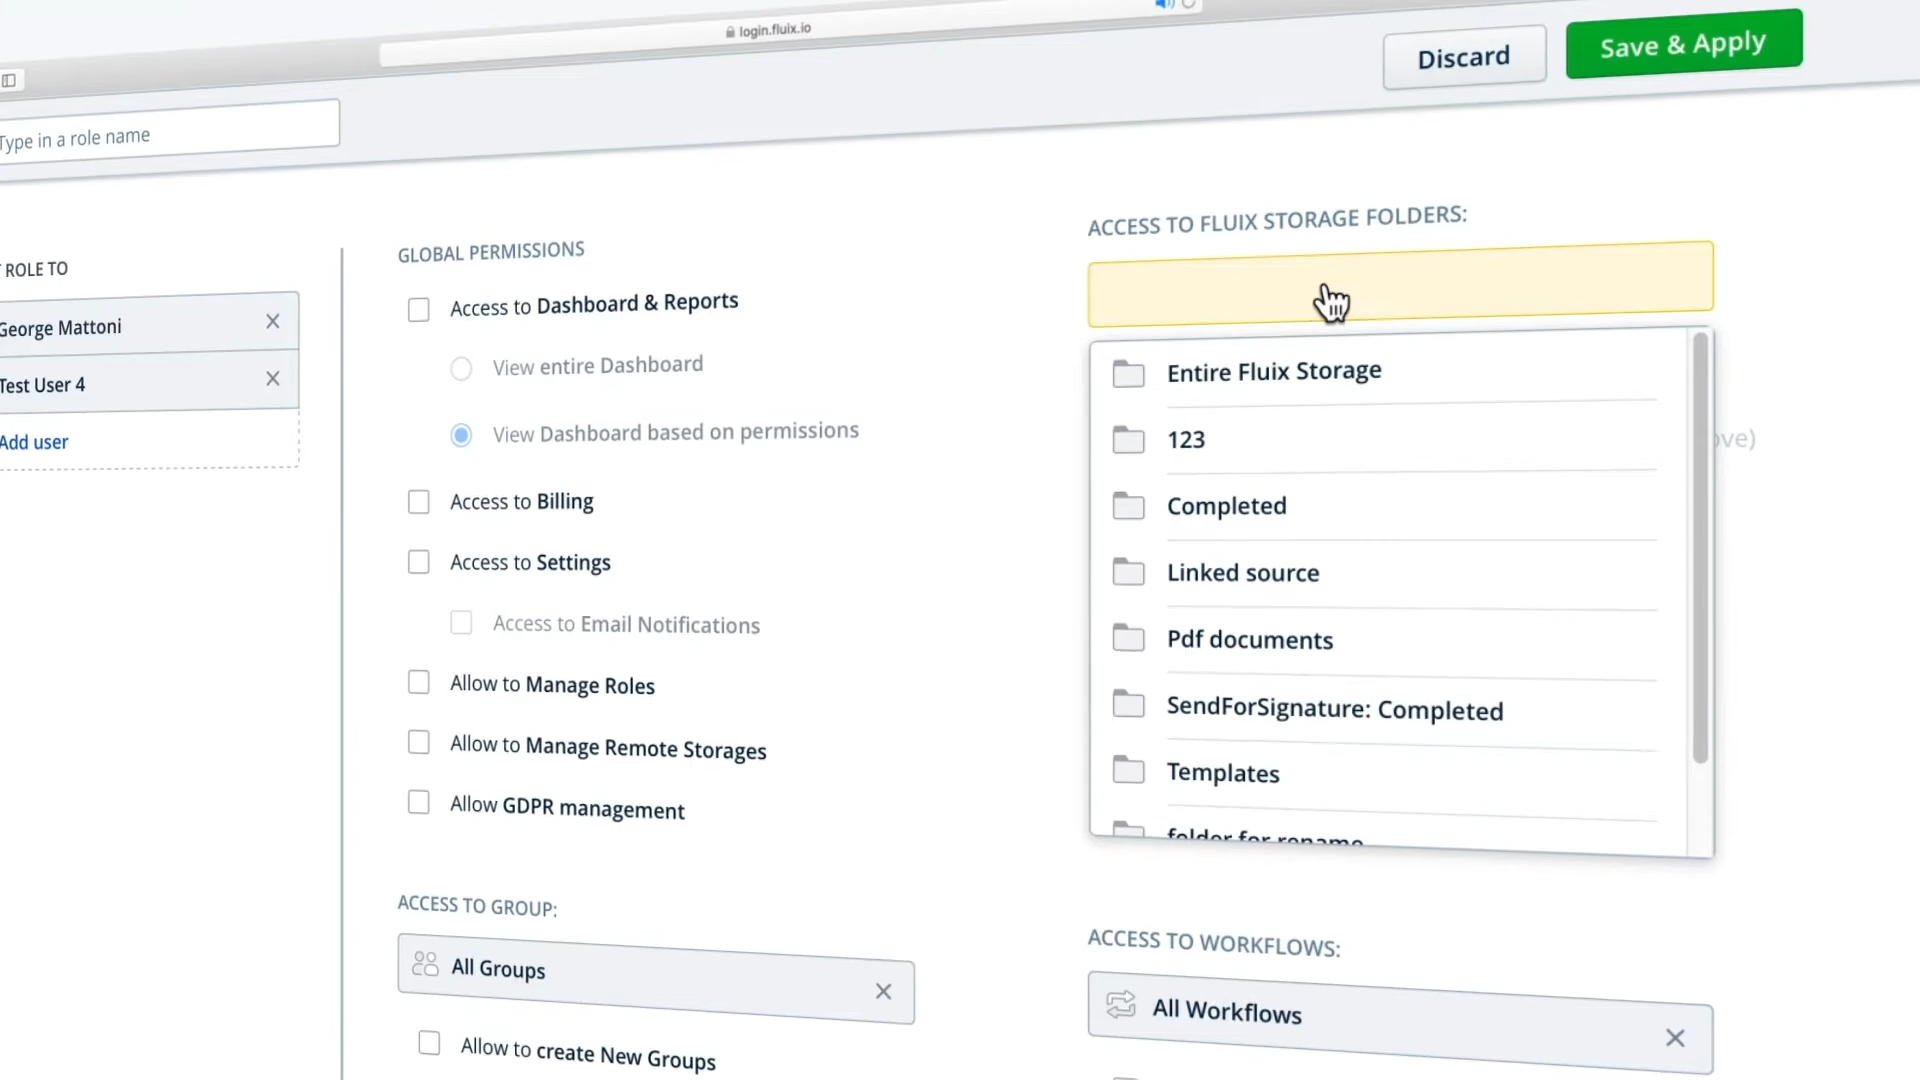 login.fluix.io
Discard
Save & Apply
Type in a role name
ROLE TO
George Mattoni
Test User 4
Add user
GLOBAL PERMISSIONS
Access to Dashboard & Reports
View entire Dashboard
View Dashboard based on permissions
Access to Billing
Access to Settings
Access to Email Notifications
Allow to Manage Roles
Allow to Manage Remote Storages
Allow GDPR management
ACCESS TO GROUP:
All Groups
Allow to create New Groups
ACCESS TO FLUIX STORAGE FOLDERS:
Entire Fluix Storage
123
Completed
Linked source
Pdf documents
SendForSignature: Completed
Templates
folder for rename
ove)
ACCESS TO WORKFLOWS:
All Workflows